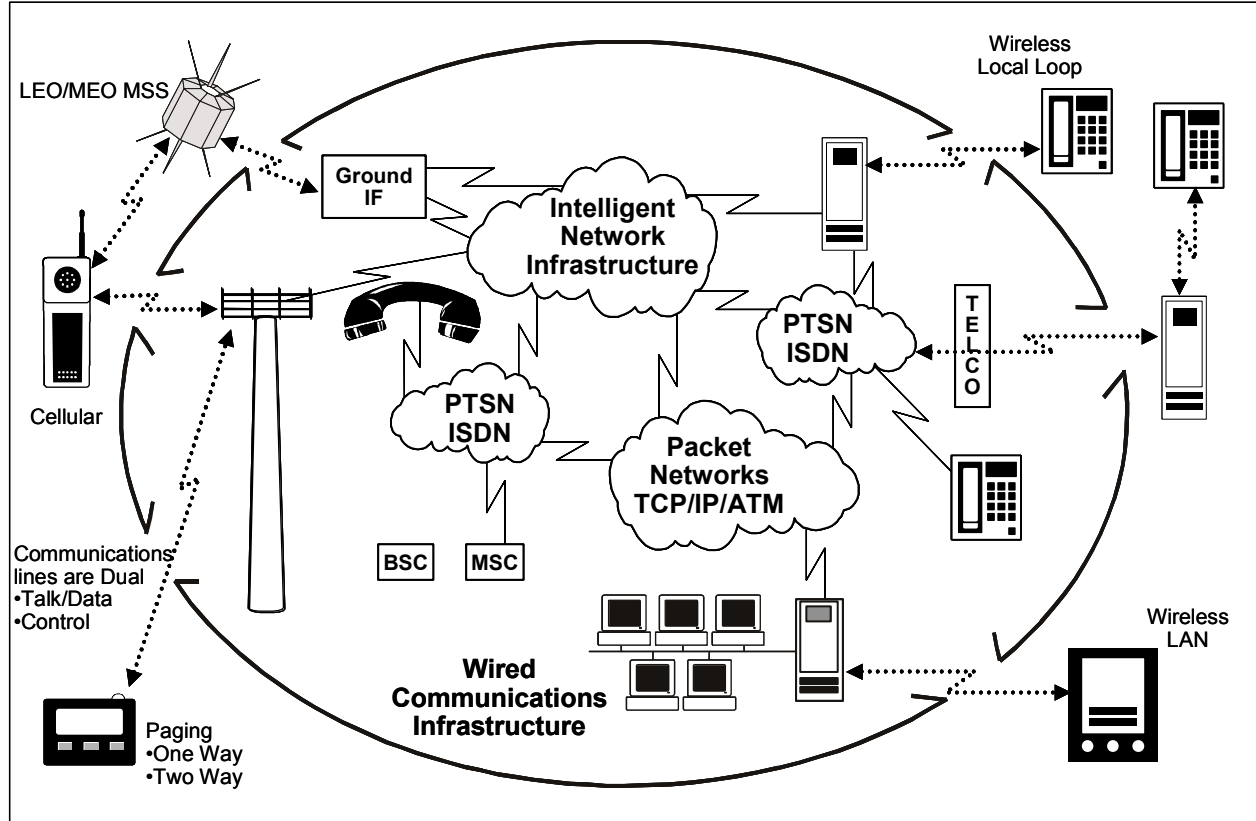 LEO/MEO MSS
Wireless
Local Loop
Ground
IF
Intelligent
Network
Infrastructure
PTSN
ISDN
TELCO
Cellular
PTSN
ISDN
Packet
Networks
TCP/IP/ATM
BSC
MSC
Communications
lines are Dual
•Talk/Data
•Control
Wireless
LAN
Wired
Communications
Infrastructure
Paging
•One Way
•Two Way